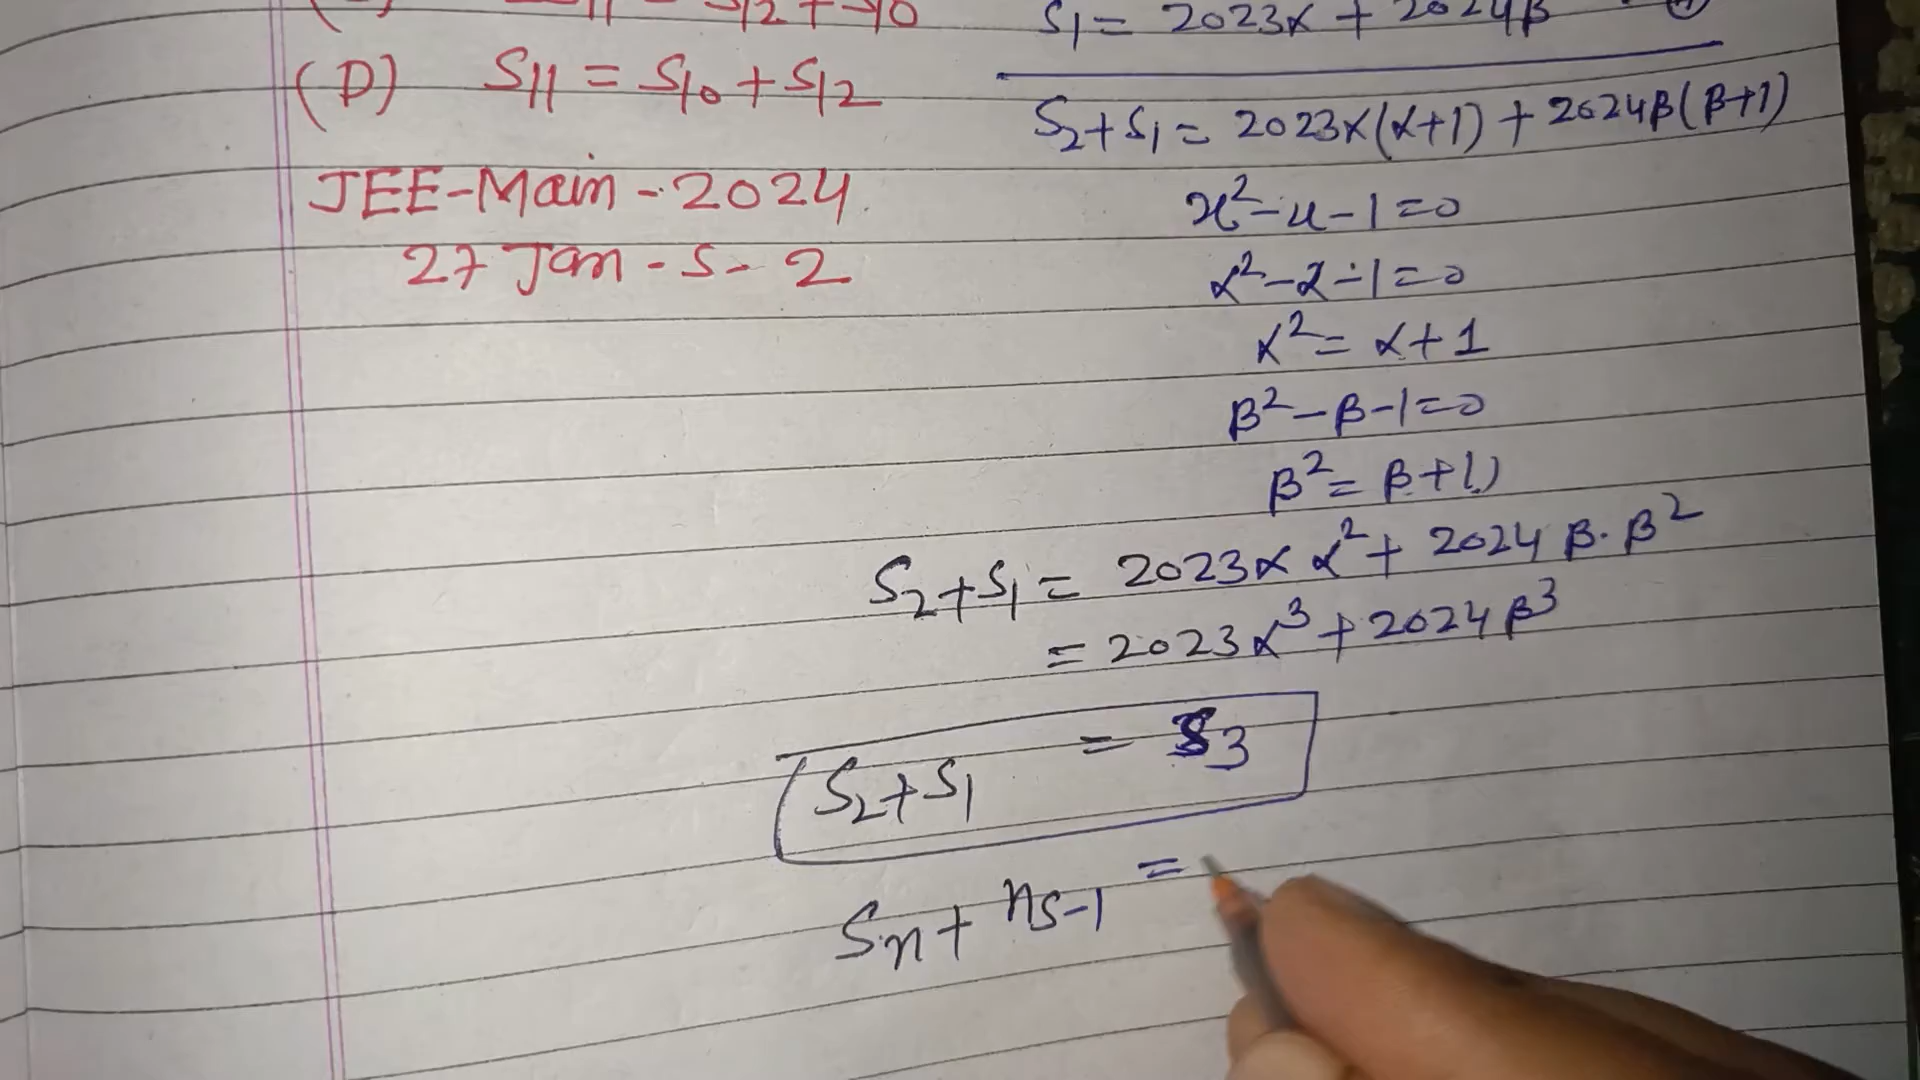 (D) S11 = S10 + S12
JEE-Main - 2024
27 Jan - S - 2
S1 = 2023α + 2024β
S2+S1 = 2023α(α+1) + 2024β(β+1)
x²-x-1=0
α²-α-1=0
α² = α+1
β²-β-1=0
β² = β+1)
S2+S1 = 2023α α² + 2024 β.β²
= 2023α³ + 2024β³
S2+S1 = S3
Sn + ns-1 =